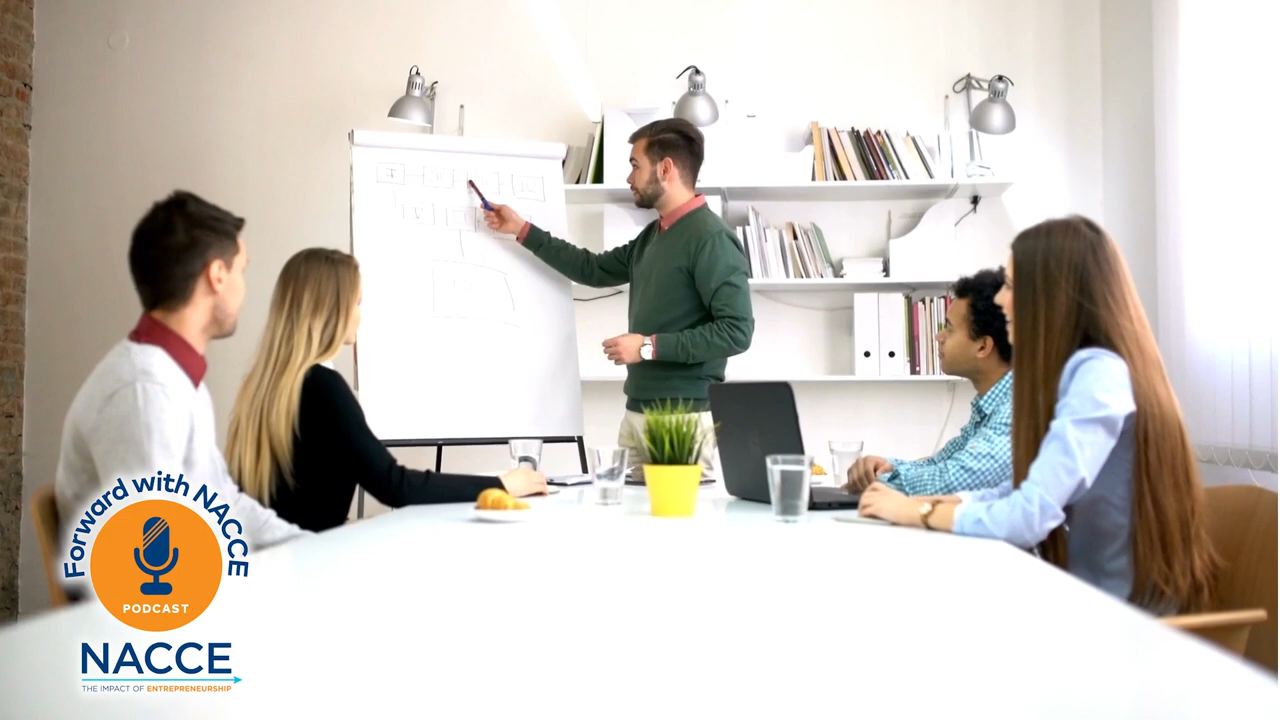 Forward with NACCE
PODCAST
NACCE
THE IMPACT OF ENTREPRENEURSHIP